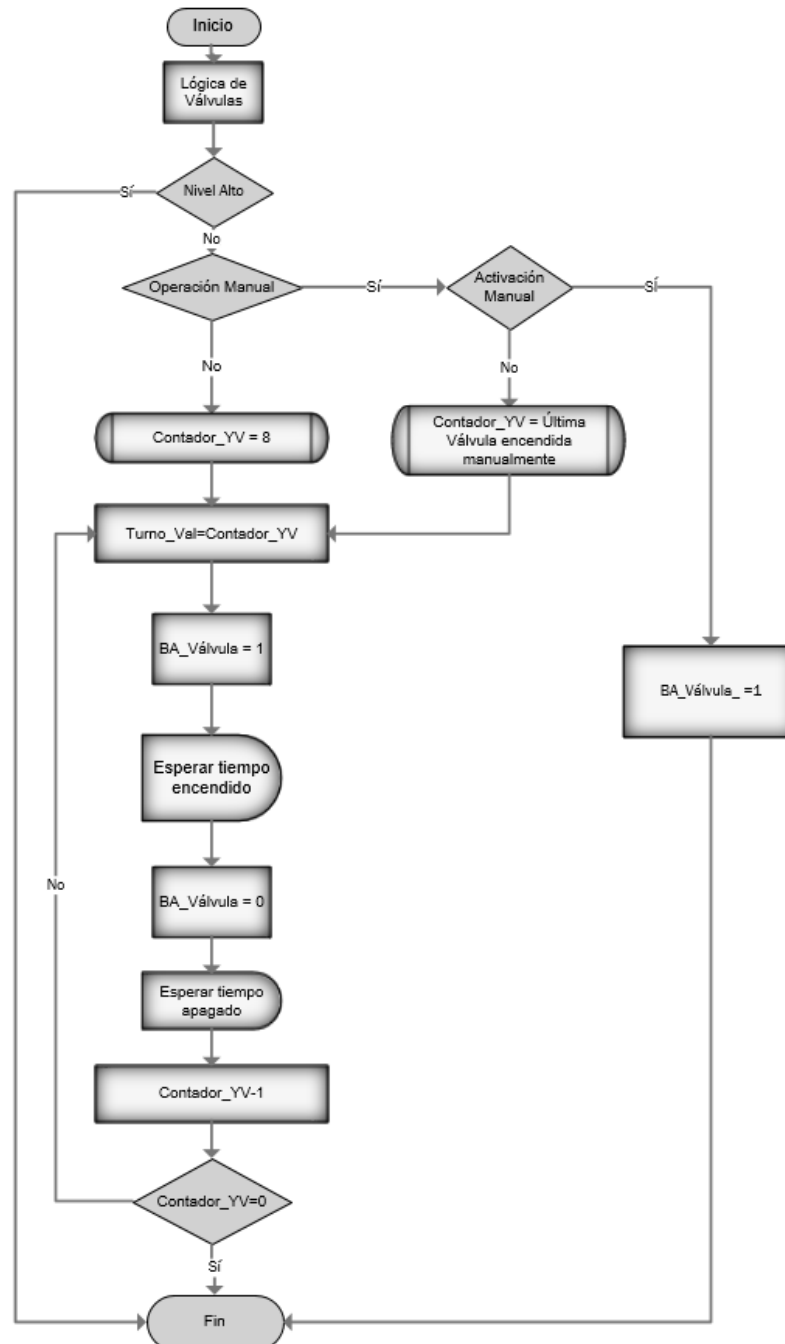 Inicio
Lógica de
Válvulas
Sí
Nivel Alto
No
Operación Manual
Sí
Activación
Manual
Sí
No
No
Contador_YV = 8
Contador_YV = Última
Válvula encendida
manualmente
Turno_Val=Contador_YV
BA_Válvula = 1
BA_Válvula_ =1
Esperar tiempo
encendido
No
BA_Válvula = 0
Esperar tiempo
apagado
Contador_YV-1
Contador_YV=0
Sí
Fin